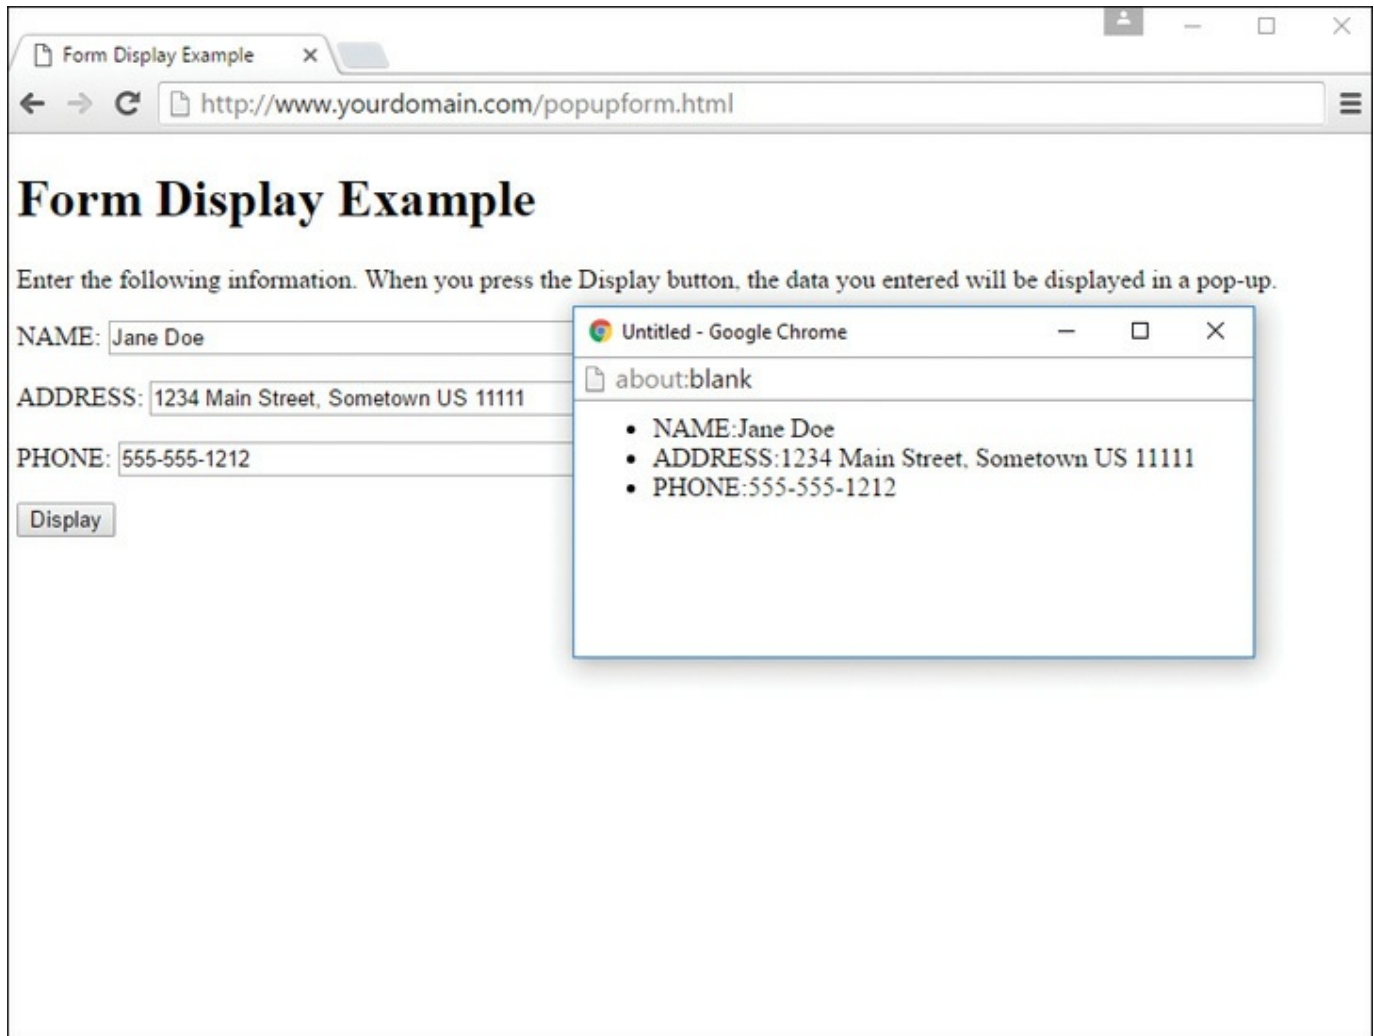 Form Display Example
http://www.yourdomain.com/popupform.html
Form Display Example
Enter the following information. When you press the Display button, the data you entered will be displayed in a pop-up.
NAME: Jane Doe
ADDRESS: 1234 Main Street, Sometown US 11111
PHONE: 555-555-1212
Display
Untitled - Google Chrome
about:blank
NAME:Jane Doe
ADDRESS:1234 Main Street, Sometown US 11111
PHONE:555-555-1212